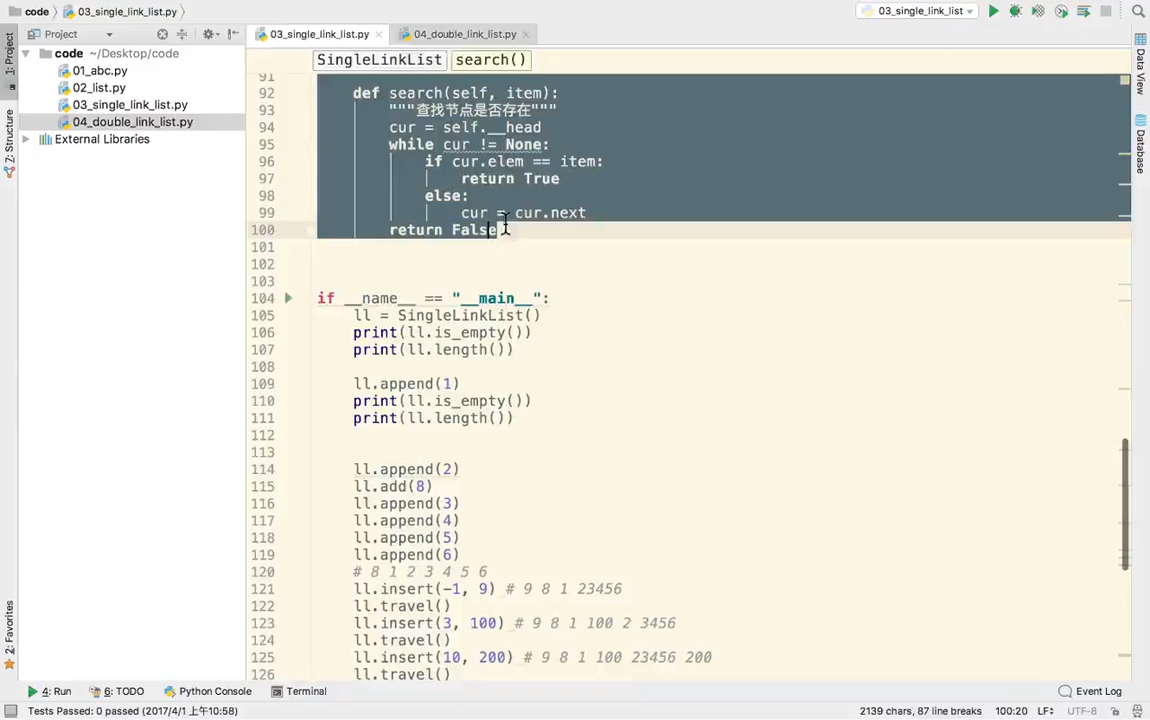 code
03_single_link_list.py
03_single_link_list
Project
03_single_link_list.py
04_double_link_list.py
SingleLinkList
search()
1: Project
7: Structure
2: Favorites
Data View
Database
code ~/Desktop/code
01_abc.py
02_list.py
03_single_link_list.py
04_double_link_list.py
External Libraries
91
92 def search(self, item):
93 """查找节点是否存在"""
94 cur = self.__head
95 while cur != None:
96 if cur.elem == item:
97 return True
98 else:
99 cur = cur.next
100 return False
101
102
103
104 if __name__ == "__main__":
105 ll = SingleLinkList()
106 print(ll.is_empty())
107 print(ll.length())
108
109 ll.append(1)
110 print(ll.is_empty())
111 print(ll.length())
112
113
114 ll.append(2)
115 ll.add(8)
116 ll.append(3)
117 ll.append(4)
118 ll.append(5)
119 ll.append(6)
120 # 8 1 2 3 4 5 6
121 ll.insert(-1, 9) # 9 8 1 23456
122 ll.travel()
123 ll.insert(3, 100) # 9 8 1 100 2 3456
124 ll.travel()
125 ll.insert(10, 200) # 9 8 1 100 23456 200
126 ll.travel()
4: Run
6: TODO
Python Console
Terminal
Event Log
Tests Passed: 0 passed (2017/4/1 上午10:58)
2139 chars, 87 line breaks
100:20
LF
UTF-8